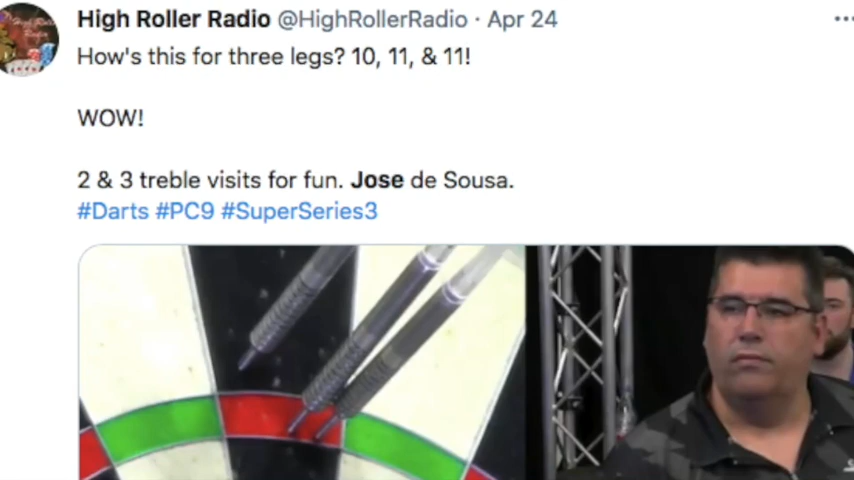 High Roller Radio @HighRollerRadio · Apr 24
How's this for three legs? 10, 11, & 11!
WOW!
2 & 3 treble visits for fun. Jose de Sousa.
#Darts #PC9 #SuperSeries3